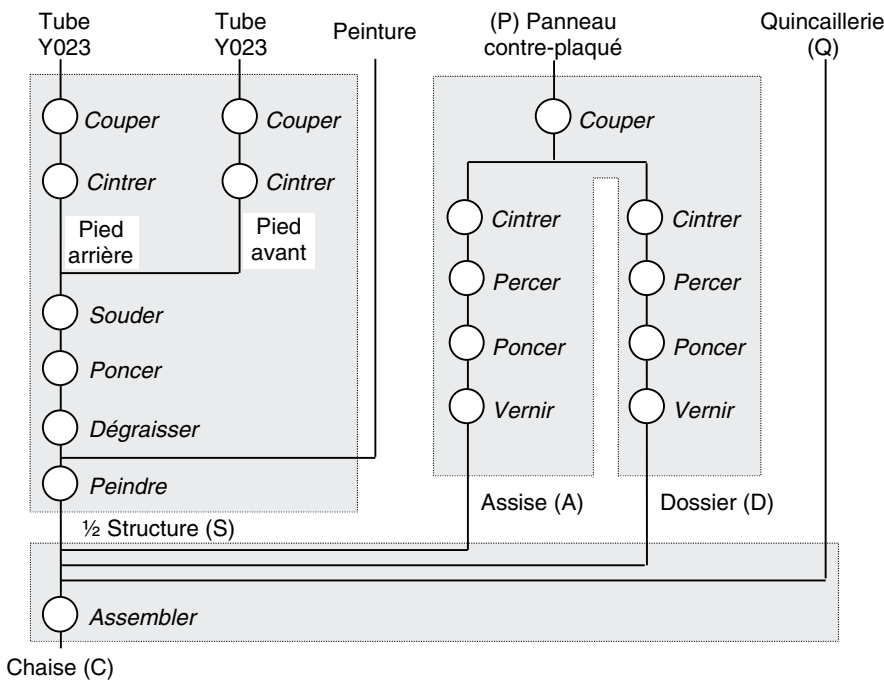 Tube
Y023
Tube
Y023
Peinture
(P) Panneau
contre-plaqué
Quincaillerie
(Q)
Couper
Couper
Couper
Cintrer
Cintrer
Pied
arrière
Pied
avant
Cintrer
Cintrer
Percer
Percer
Souder
Poncer
Poncer
Poncer
Vernir
Vernir
Dégraisser
Peindre
Assise (A)
Dossier (D)
½ Structure (S)
Assembler
Chaise (C)